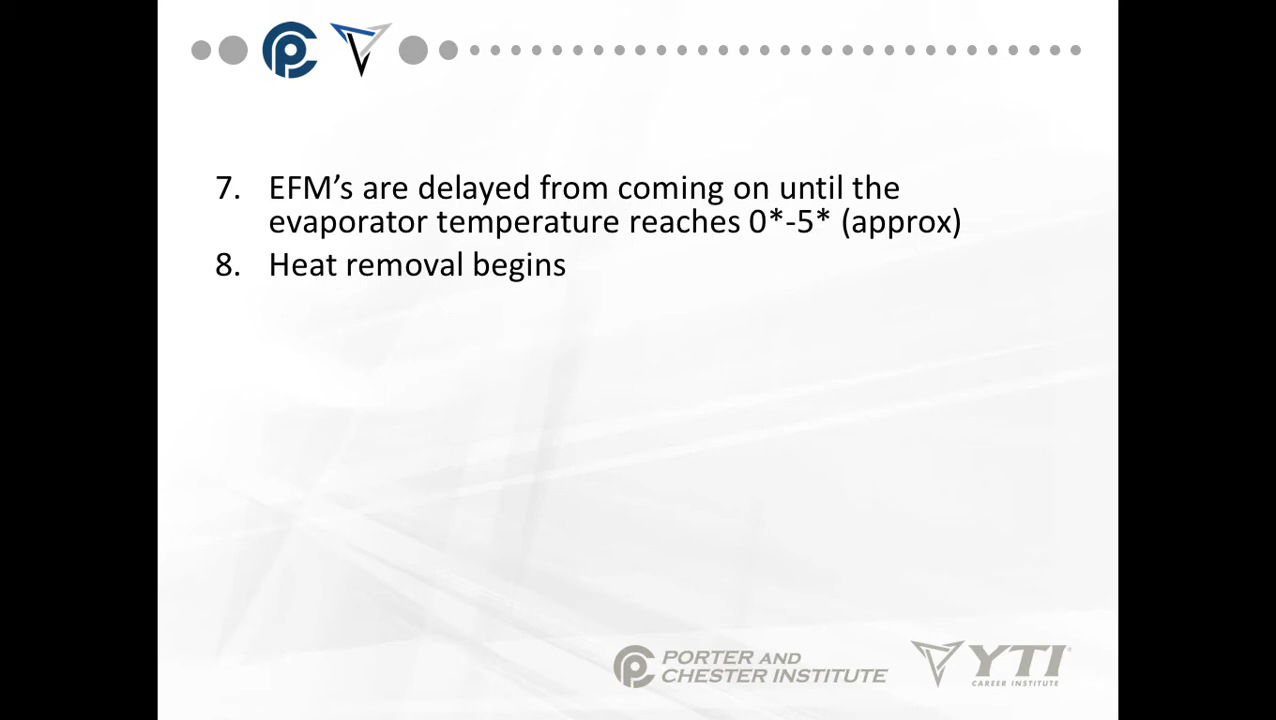 7. EFM’s are delayed from coming on until the
evaporator temperature reaches 0*-5* (approx)
8. Heat removal begins
PORTER AND
CHESTER INSTITUTE
YTI
CAREER INSTITUTE